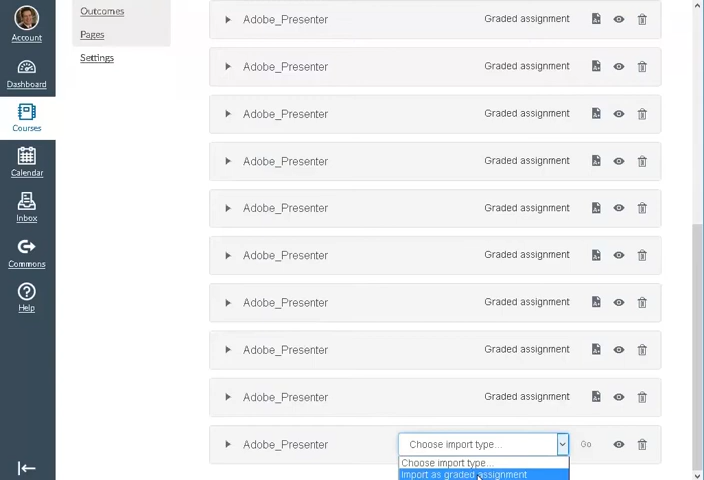 Account
Dashboard
Courses
Calendar
Inbox
Commons
Help
Outcomes
Pages
Settings
Adobe_Presenter Graded assignment
Adobe_Presenter Graded assignment
Adobe_Presenter Graded assignment
Adobe_Presenter Graded assignment
Adobe_Presenter Graded assignment
Adobe_Presenter Graded assignment
Adobe_Presenter Graded assignment
Adobe_Presenter Graded assignment
Adobe_Presenter Graded assignment
Adobe_Presenter Choose import type... Go
Choose import type...
Import as graded assignment